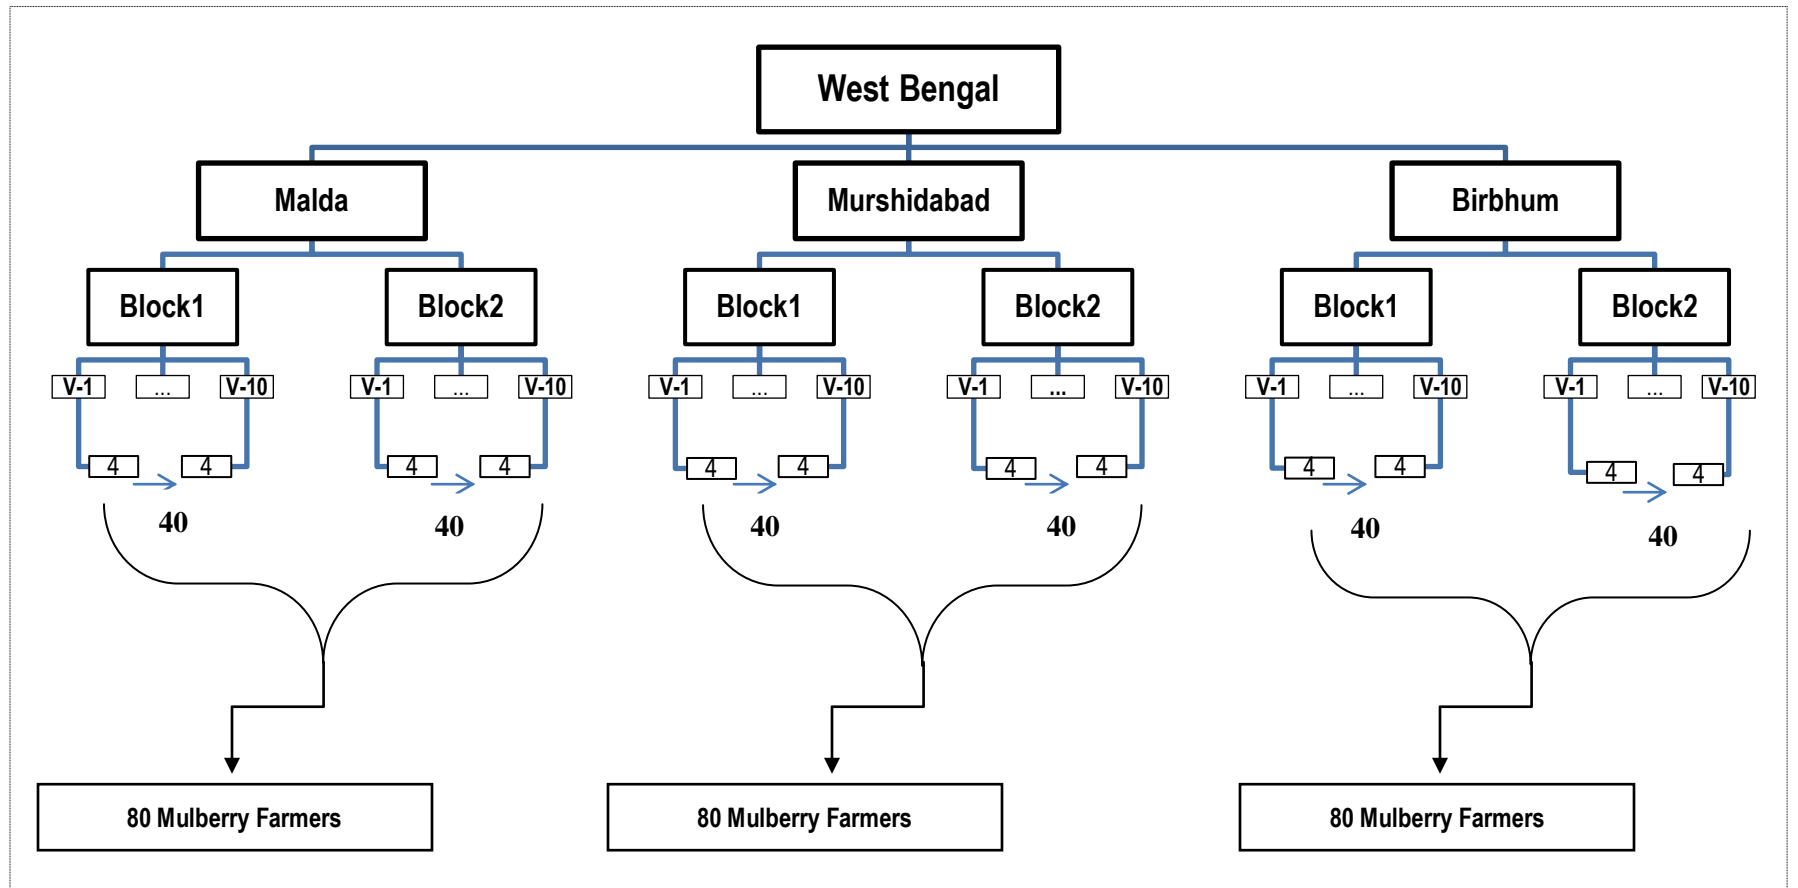 West Bengal
Malda Murshidabad Birbhum
Block1 Block2 Block1 Block2 Block1 Block2
V-1 ... V-10 V-1 ... V-10 V-1 ... V-10 V-1 ... V-10 V-1 ... V-10 V-1 ... V-10
4 4 4 4 4 4 4 4 4 4 4 4
40 40 40 40 40 40
80 Mulberry Farmers 80 Mulberry Farmers 80 Mulberry Farmers